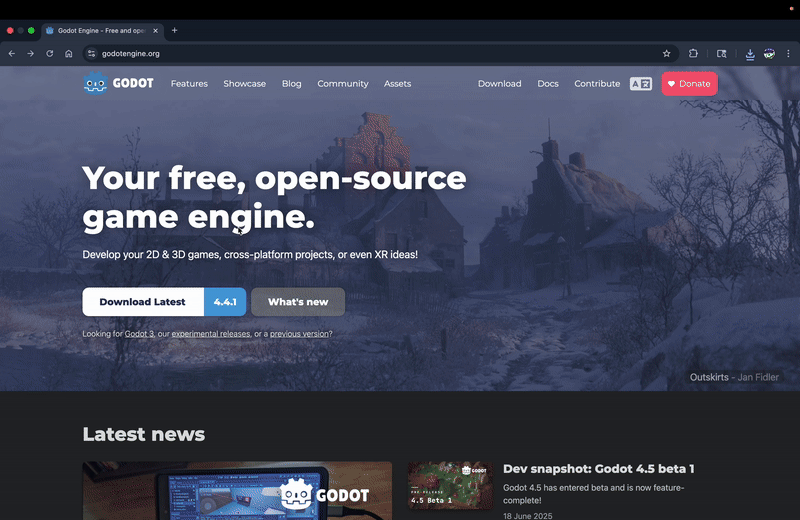 Godot Engine - Free and open
godotengine.org
GODOT
Features
Showcase
Blog
Community
Assets
Download
Docs
Contribute
Donate
Your free, open-source
game engine.
Develop your 2D & 3D games, cross-platform projects, or even XR ideas!
Download Latest
4.4.1
What's new
Looking for Godot 3, our experimental releases, or a previous version?
Outskirts - Jan Fidler
Latest news
GODOT
GODOT
PRE-RELEASE
4.5 Beta 1
Dev snapshot: Godot 4.5 beta 1
Godot 4.5 has entered beta and is now feature-
complete!
18 June 2025